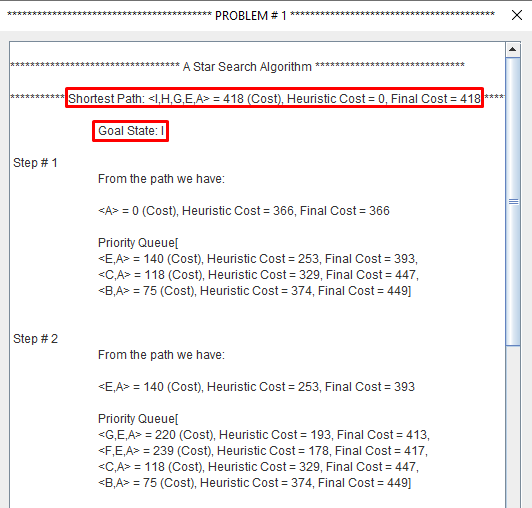 **************************************** PROBLEM # 1 ****************************************
********************************** A Star Search Algorithm ******************************
***********Shortest Path: <I,H,G,E,A> = 418 (Cost), Heuristic Cost = 0, Final Cost = 418 *****
Goal State: I
Step # 1
From the path we have:
<A> = 0 (Cost), Heuristic Cost = 366, Final Cost = 366
Priority Queue[
<E,A> = 140 (Cost), Heuristic Cost = 253, Final Cost = 393,
<C,A> = 118 (Cost), Heuristic Cost = 329, Final Cost = 447,
<B,A> = 75 (Cost), Heuristic Cost = 374, Final Cost = 449]
Step # 2
From the path we have:
<E,A> = 140 (Cost), Heuristic Cost = 253, Final Cost = 393
Priority Queue[
<G,E,A> = 220 (Cost), Heuristic Cost = 193, Final Cost = 413,
<F,E,A> = 239 (Cost), Heuristic Cost = 178, Final Cost = 417,
<C,A> = 118 (Cost), Heuristic Cost = 329, Final Cost = 447,
<B,A> = 75 (Cost), Heuristic Cost = 374, Final Cost = 449]